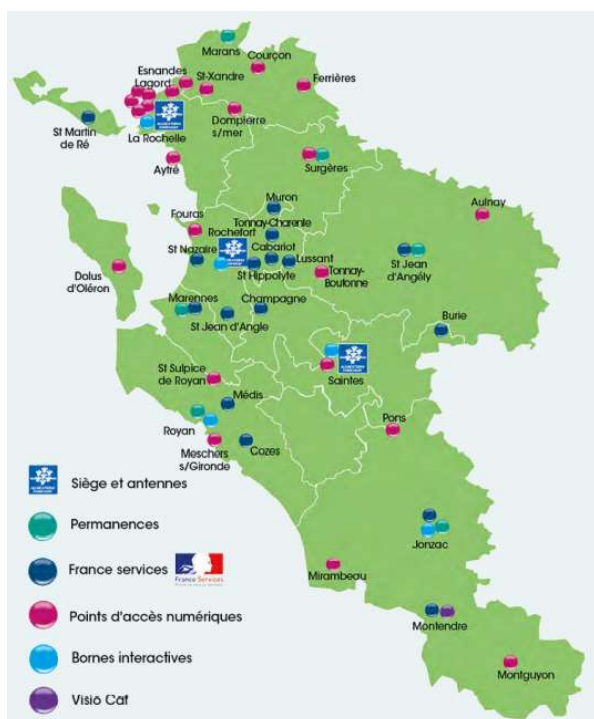 Marans
Courçon
Esnandes
Lagord
St-Xandre
Ferrières
St Martin
de Ré
La Rochelle
Dompierre
s/mer
Aytré
Surgères
Muron
Aulnay
Fouras
Tonnay-Charente
Rochefort
St Nazaire
Cabariot
Lussant
St Hippolyte
Tonnay-
Boutonne
St Jean
d'Angély
Dolus
d'Oléron
Marennes
Champagne
St Jean d'Angle
Burie
St Sulpice
de Royan
Saintes
Médis
Royan
Pons
Meschers
s/Gironde
Cozes
Siège et antennes
Permanences
Jonzac
France services
France Services
Mirambeau
Points d'accès numériques
Montendre
Bornes interactives
Montguyon
Visio Caf